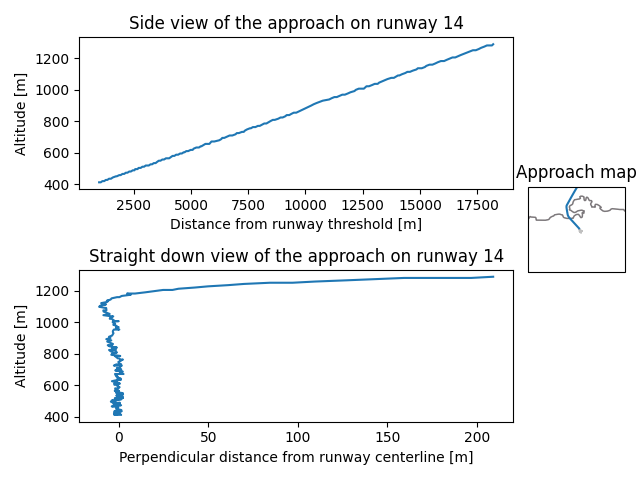 Side view of the approach on runway 14
1200
1000
800
600
400
Altitude [m]
2500 5000 7500 10000 12500 15000 17500
Distance from runway threshold [m]
Approach map
Straight down view of the approach on runway 14
1200
1000
800
600
400
Altitude [m]
0 50 100 150 200
Perpendicular distance from runway centerline [m]